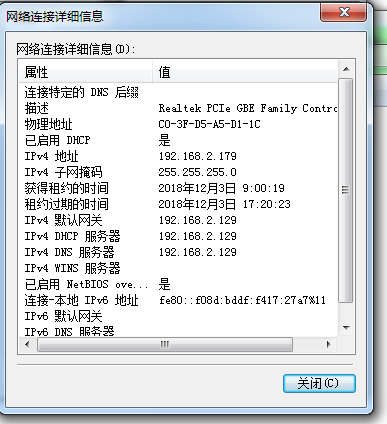 网络连接详细信息
网络连接详细信息(D):
属性 值
连接特定的 DNS 后缀
描述 Realtek PCIe GBE Family Contro
物理地址 C0-3F-D5-A5-D1-1C
已启用 DHCP 是
IPv4 地址 192.168.2.179
IPv4 子网掩码 255.255.255.0
获得租约的时间 2018年12月3日 9:00:19
租约过期的时间 2018年12月3日 17:20:23
IPv4 默认网关 192.168.2.129
IPv4 DHCP 服务器 192.168.2.129
IPv4 DNS 服务器 192.168.2.129
IPv4 WINS 服务器
已启用 NetBIOS ove... 是
连接-本地 IPv6 地址 fe80::f08d:bddf:f417:27a7%11
IPv6 默认网关
IPv6 DNS 服务器
关闭(C)